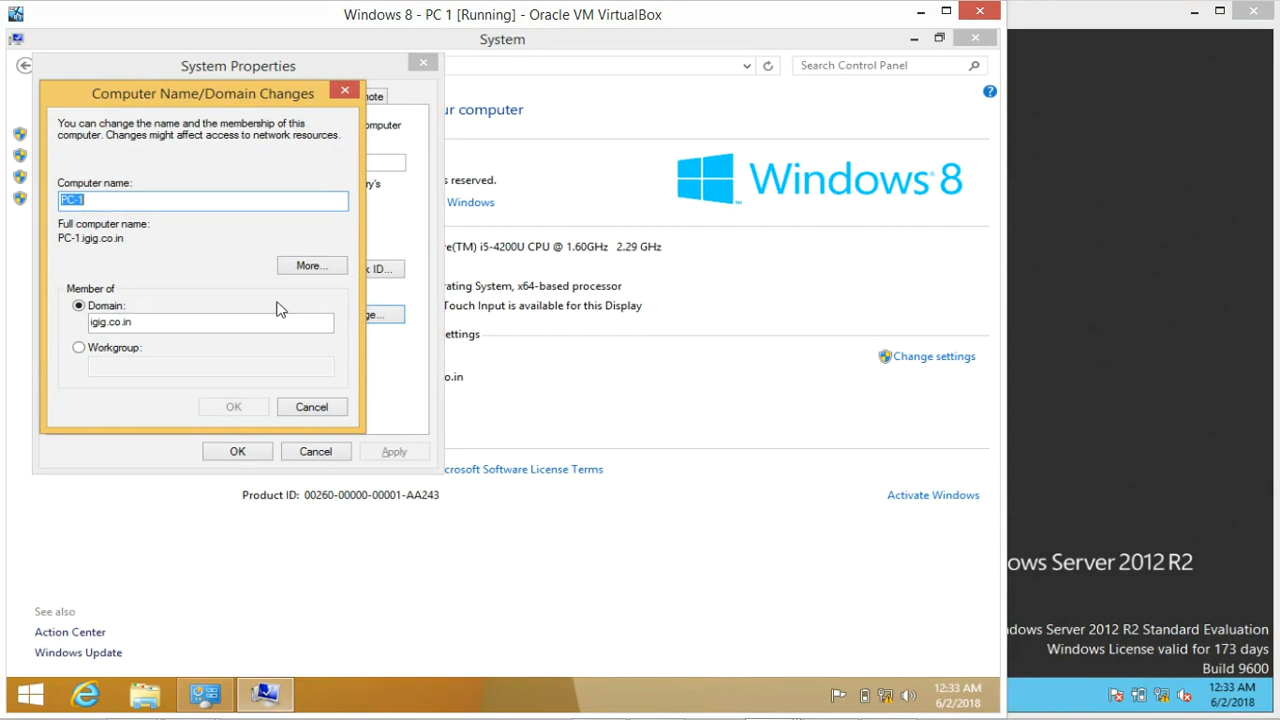 Windows 8 - PC 1 [Running] - Oracle VM VirtualBox
System
System Properties
Search Control Panel
Computer Name/Domain Changes
note
ur computer
You can change the name and the membership of this
computer. Changes might affect access to network resources.
omputer
Computer name:
PC-1
ry's
s reserved.
Windows
Windows 8
Full computer name:
PC-1.igig.co.in
re(TM) i5-4200U CPU @ 1.60GHz 2.29 GHz
More...
k ID...
Member of
Domain:
igig.co.in
Workgroup:
rating System, x64-based processor
Touch Input is available for this Display
ge...
ettings
Change settings
o.in
OK
Cancel
OK
Cancel
Apply
crosoft Software License Terms
Product ID: 00260-00000-00001-AA243
Activate Windows
ows Server 2012 R2
See also
Action Center
Windows Update
ndows Server 2012 R2 Standard Evaluation
Windows License valid for 173 days
Build 9600
12:33 AM
6/2/2018
12:33 AM
6/2/2018